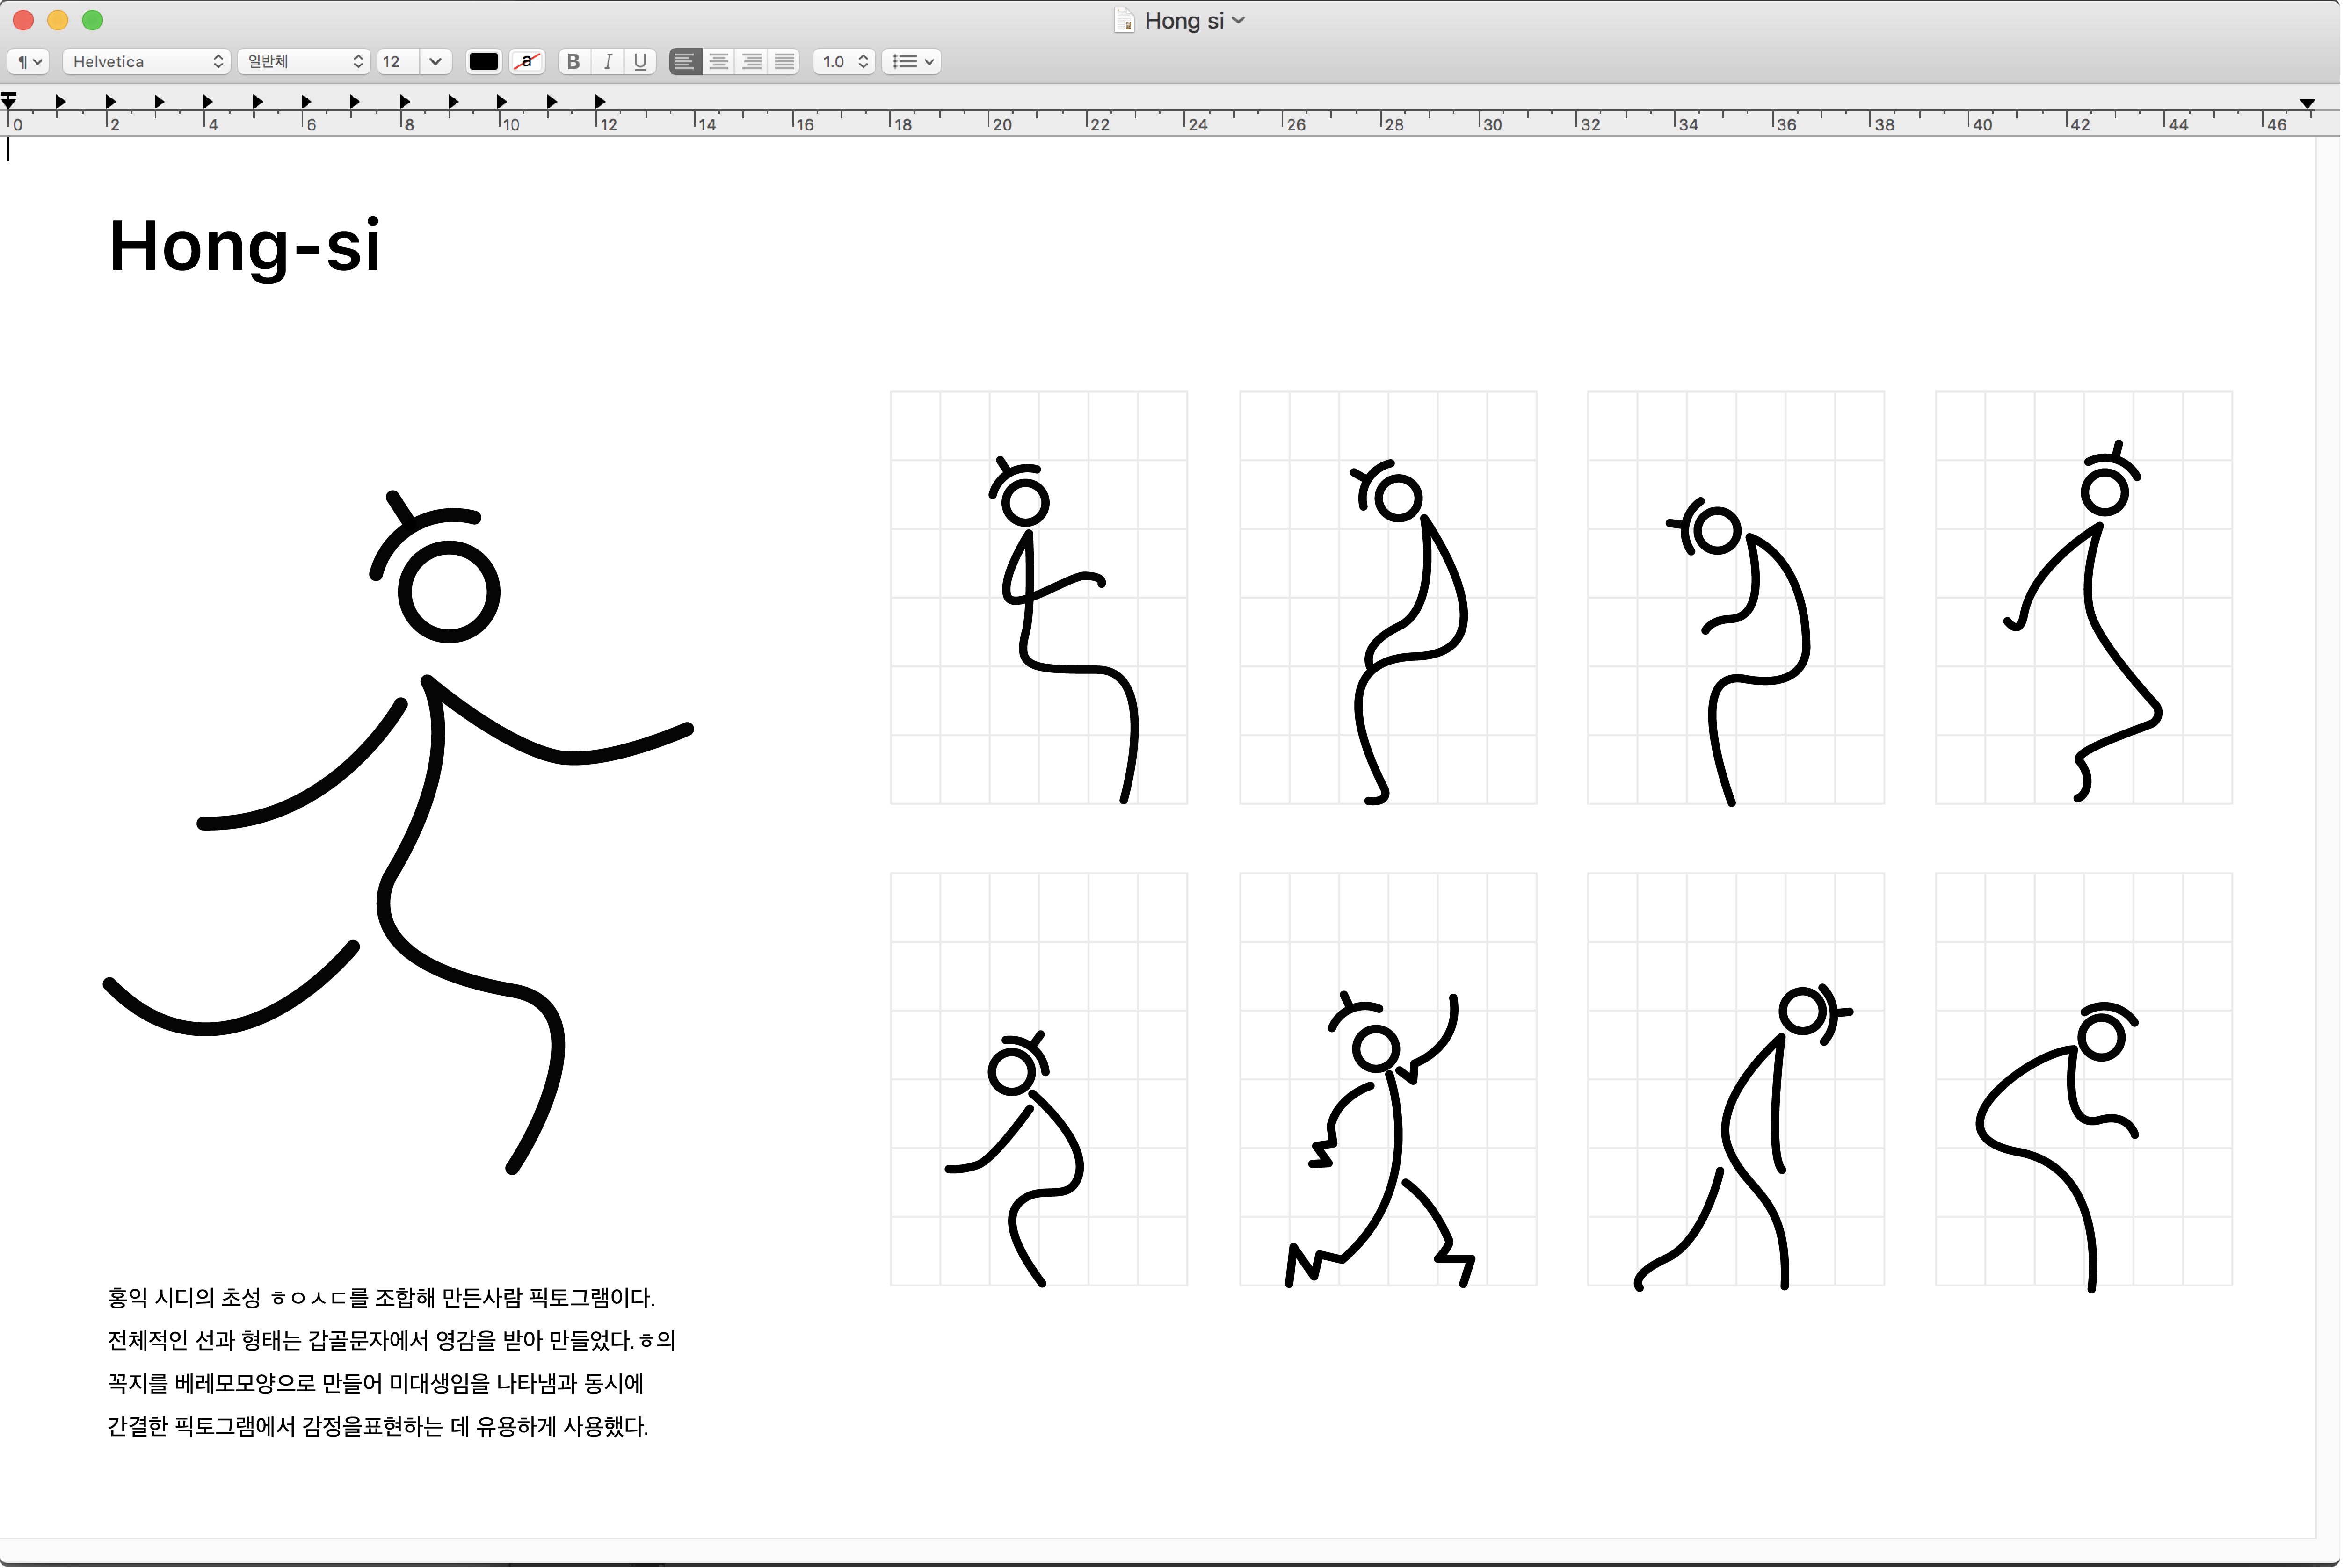 Hong si
Helvetica
일반체
12
a
B I U
1.0
0 2 4 6 8 10 12 14 16 18 20 22 24 26 28 30 32 34 36 38 40 42 44 46
Hong-si
홍익 시디의 초성 ㅎㅇㅅㄷ를 조합해 만든사람 픽토그램이다.
전체적인 선과 형태는 갑골문자에서 영감을 받아 만들었다.ㅎ의
꼭지를 베레모모양으로 만들어 미대생임을 나타냄과 동시에
간결한 픽토그램에서 감정을표현하는 데 유용하게 사용했다.